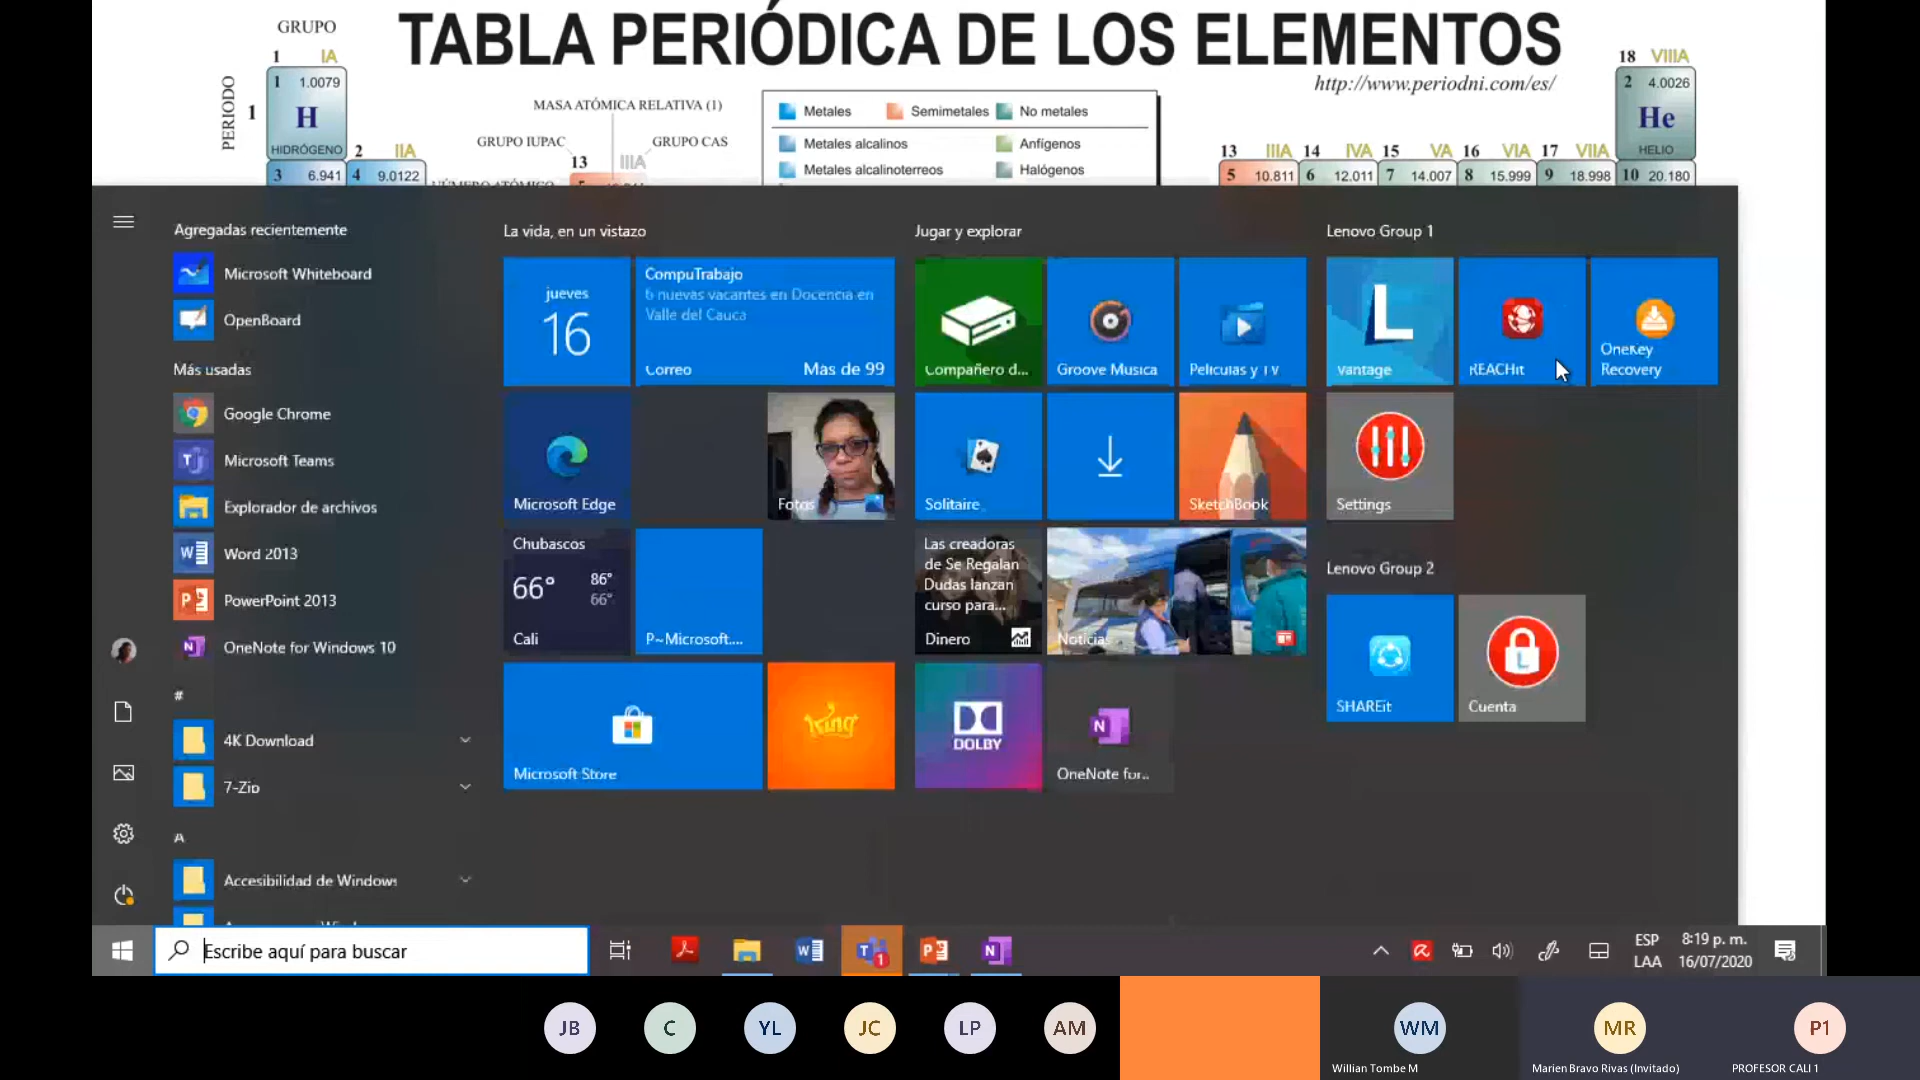 GRUPO
TABLA PERIÓDICA DE LOS ELEMENTOS
http://www.periodni.com/es/
PERIODO
1 IA
1 1.0079
H
HIDRÓGENO
1
2 IIA
3 6.941
4 9.0122
MASA ATÓMICA RELATIVA (1)
GRUPO IUPAC
GRUPO CAS
13 IIIA
NÚMERO ATÓMICO
5
Metales
Semimetales
No metales
Metales alcalinos
Anfígenos
Metales alcalinoterreos
Halógenos
18 VIIIA
2 4.0026
He
HELIO
13 IIIA 14 IVA 15 VA 16 VIA 17 VIIA
5 10.811 6 12.011 7 14.007 8 15.999 9 18.998 10 20.180
Agregadas recientemente
Microsoft Whiteboard
OpenBoard
Más usadas
Google Chrome
Microsoft Teams
Explorador de archivos
Word 2013
PowerPoint 2013
OneNote for Windows 10
#
4K Download
7-Zip
A
Accesibilidad de Windows
La vida, en un vistazo
jueves
16
CompuTrabajo
6 nuevas vacantes en Docencia en
Valle del Cauca
Correo
Más de 99
Microsoft Edge
Fotos
Chubascos
66° 86°
66°
Cali
P~Microsoft....
Microsoft Store
King
Jugar y explorar
Compañero d...
Groove Música
Películas y TV
Solitaire
SketchBook
Las creadoras
de Se Regalan
Dudas lanzan
curso para...
Dinero
Noticias
DOLBY
OneNote for...
Lenovo Group 1
L
Vantage
REACHit
OneKey
Recovery
Settings
Lenovo Group 2
SHAREit
L
Cuenta
Escribe aquí para buscar
1
ESP
LAA
8:19 p. m.
16/07/2020
JB
C
YL
JC
LP
AM
WM
Willian Tombe M
MR
Marien Bravo Rivas (Invitado)
P1
PROFESOR CALI 1